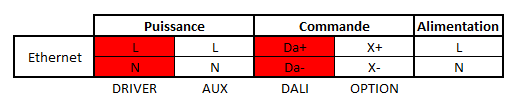 Puissance Commande Alimentation
Ethernet
L L Da+ X+ L
N N Da- X- N
DRIVER AUX DALI OPTION